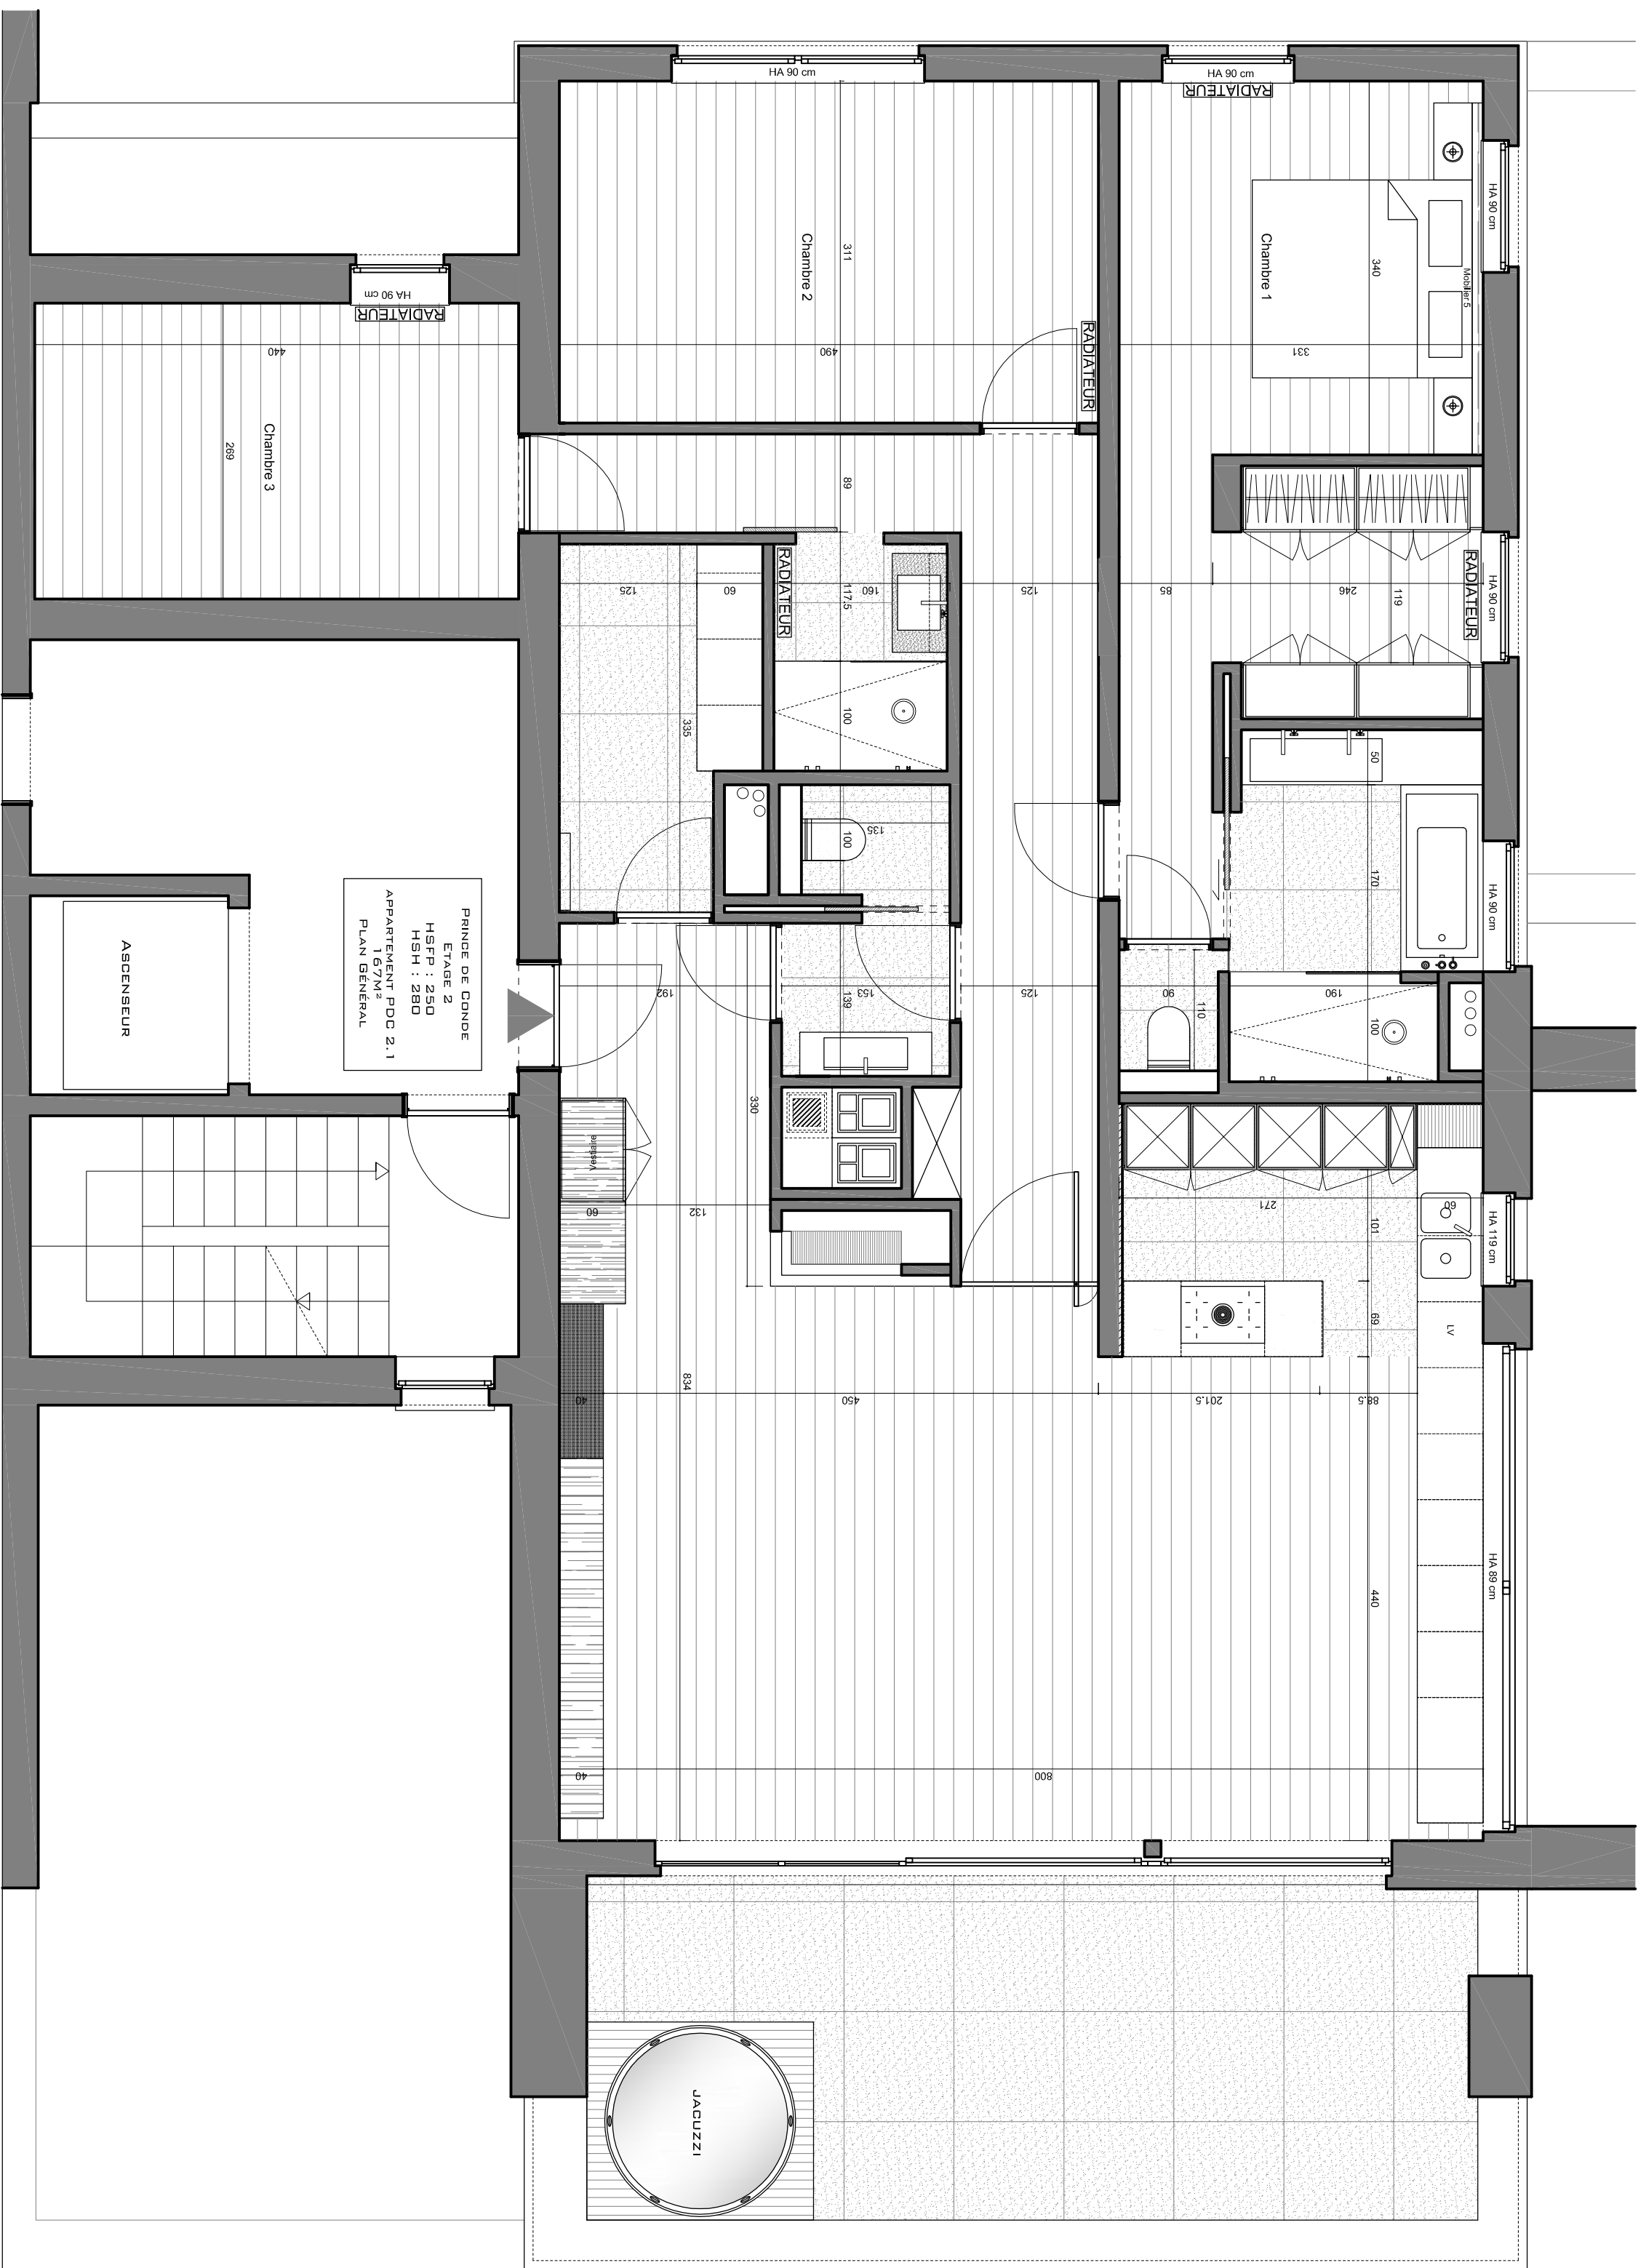 HA 90 cm
HA 90 cm
RADIATEUR
HA 90 cm
Mobilier 5
340
Chambre 1
331
311
Chambre 2
490
RADIATEUR
HA 90 cm
RADIATEUR
440
Chambre 3
269
89
RADIATEUR
125
60
117.5
160
125
85
246
119
HA 90 cm
RADIATEUR
335
100
50
135
100
170
HA 90 cm
192
153
139
125
90
110
190
100
PRINCE DE CONDE
ETAGE 2
HSFP : 250
HSH : 280
APPARTEMENT PDC 2.1
167M²
PLAN GÉNÉRAL
ASCENSEUR
330
Vestiaire
60
132
271
101
60
HA 119 cm
69
LV
834
40
450
201.5
88.5
440
HA 89 cm
40
800
JACUZZI